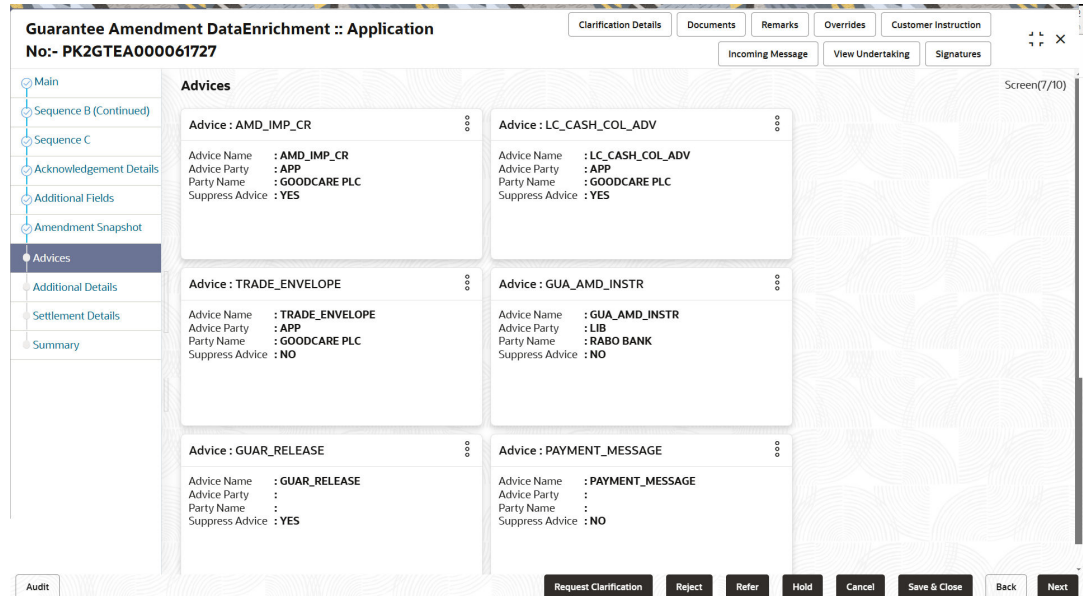 Guarantee Amendment DataEnrichment :: Application
No:- PK2GTEA000061727
Clarification Details
Documents
Remarks
Overrides
Customer Instruction
Incoming Message
View Undertaking
Signatures
Main
Sequence B (Continued)
Sequence C
Acknowledgement Details
Additional Fields
Amendment Snapshot
Advices
Additional Details
Settlement Details
Summary
Advices
Screen(7/10)
Advice : AMD_IMP_CR
Advice Name : AMD_IMP_CR
Advice Party : APP
Party Name : GOODCARE PLC
Suppress Advice : YES
Advice : LC_CASH_COL_ADV
Advice Name : LC_CASH_COL_ADV
Advice Party : APP
Party Name : GOODCARE PLC
Suppress Advice : YES
Advice : TRADE_ENVELOPE
Advice Name : TRADE_ENVELOPE
Advice Party : APP
Party Name : GOODCARE PLC
Suppress Advice : NO
Advice : GUA_AMD_INSTR
Advice Name : GUA_AMD_INSTR
Advice Party : LIB
Party Name : RABO BANK
Suppress Advice : NO
Advice : GUAR_RELEASE
Advice Name : GUAR_RELEASE
Advice Party :
Party Name :
Suppress Advice : YES
Advice : PAYMENT_MESSAGE
Advice Name : PAYMENT_MESSAGE
Advice Party :
Party Name :
Suppress Advice : NO
Audit
Request Clarification
Reject
Refer
Hold
Cancel
Save & Close
Back
Next